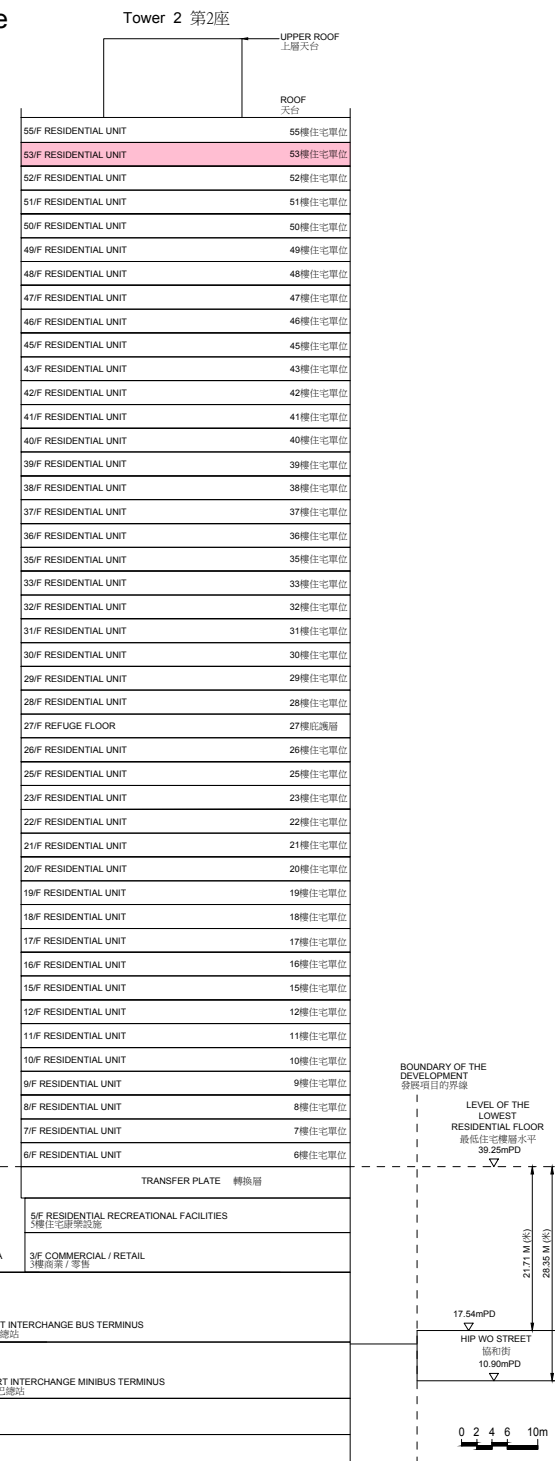 e
Tower 2 第2座
UPPER ROOF
上層天台
ROOF
天台
55/F RESIDENTIAL UNIT 55樓住宅單位
53/F RESIDENTIAL UNIT 53樓住宅單位
52/F RESIDENTIAL UNIT 52樓住宅單位
51/F RESIDENTIAL UNIT 51樓住宅單位
50/F RESIDENTIAL UNIT 50樓住宅單位
49/F RESIDENTIAL UNIT 49樓住宅單位
48/F RESIDENTIAL UNIT 48樓住宅單位
47/F RESIDENTIAL UNIT 47樓住宅單位
46/F RESIDENTIAL UNIT 46樓住宅單位
45/F RESIDENTIAL UNIT 45樓住宅單位
43/F RESIDENTIAL UNIT 43樓住宅單位
42/F RESIDENTIAL UNIT 42樓住宅單位
41/F RESIDENTIAL UNIT 41樓住宅單位
40/F RESIDENTIAL UNIT 40樓住宅單位
39/F RESIDENTIAL UNIT 39樓住宅單位
38/F RESIDENTIAL UNIT 38樓住宅單位
37/F RESIDENTIAL UNIT 37樓住宅單位
36/F RESIDENTIAL UNIT 36樓住宅單位
35/F RESIDENTIAL UNIT 35樓住宅單位
33/F RESIDENTIAL UNIT 33樓住宅單位
32/F RESIDENTIAL UNIT 32樓住宅單位
31/F RESIDENTIAL UNIT 31樓住宅單位
30/F RESIDENTIAL UNIT 30樓住宅單位
29/F RESIDENTIAL UNIT 29樓住宅單位
28/F RESIDENTIAL UNIT 28樓住宅單位
27/F REFUGE FLOOR 27樓庇護層
26/F RESIDENTIAL UNIT 26樓住宅單位
25/F RESIDENTIAL UNIT 25樓住宅單位
23/F RESIDENTIAL UNIT 23樓住宅單位
22/F RESIDENTIAL UNIT 22樓住宅單位
21/F RESIDENTIAL UNIT 21樓住宅單位
20/F RESIDENTIAL UNIT 20樓住宅單位
19/F RESIDENTIAL UNIT 19樓住宅單位
18/F RESIDENTIAL UNIT 18樓住宅單位
17/F RESIDENTIAL UNIT 17樓住宅單位
16/F RESIDENTIAL UNIT 16樓住宅單位
15/F RESIDENTIAL UNIT 15樓住宅單位
12/F RESIDENTIAL UNIT 12樓住宅單位
11/F RESIDENTIAL UNIT 11樓住宅單位
10/F RESIDENTIAL UNIT 10樓住宅單位
9/F RESIDENTIAL UNIT 9樓住宅單位
8/F RESIDENTIAL UNIT 8樓住宅單位
7/F RESIDENTIAL UNIT 7樓住宅單位
6/F RESIDENTIAL UNIT 6樓住宅單位
BOUNDARY OF THE
DEVELOPMENT
發展項目的界線
LEVEL OF THE
LOWEST
RESIDENTIAL FLOOR
最低住宅樓層水平
39.25mPD
TRANSFER PLATE 轉換層
5/F RESIDENTIAL RECREATIONAL FACILITIES
5樓住宅康樂設施
A
3/F COMMERCIAL / RETAIL
3樓商業 / 零售
21.71 M (米)
28.35 M (米)
T INTERCHANGE BUS TERMINUS
總站
17.54mPD
HIP WO STREET
協和街
10.90mPD
RT INTERCHANGE MINIBUS TERMINUS
巴總站
0 2 4 6 10m